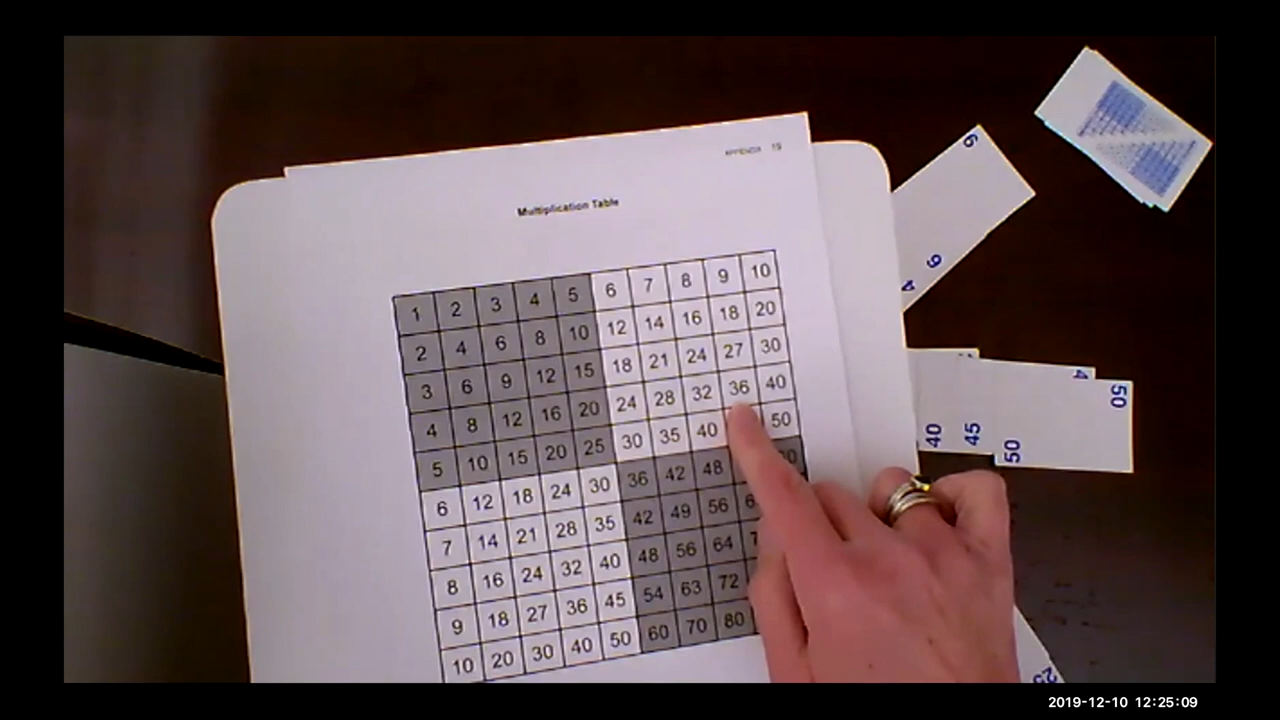 APPENDIX 19
Multiplication Table
1 2 3 4 5 6 7 8 9 10
2 4 6 8 10 12 14 16 18 20
3 6 9 12 15 18 21 24 27 30
4 8 12 16 20 24 28 32 36 40
5 10 15 20 25 30 35 40 50
6 12 18 24 30 36 42 48
7 14 21 28 35 42 49 56
8 16 24 32 40 48 56 64
9 18 27 36 45 54 63 72
10 20 30 40 50 60 70 80
6
6
4
4
50
40
45
50
25
2019-12-10 12:25:09